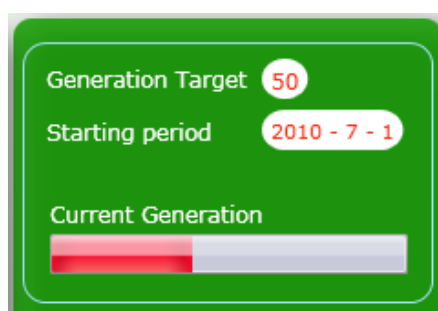 Generation Target 50
Starting period 2010 - 7 - 1
Current Generation